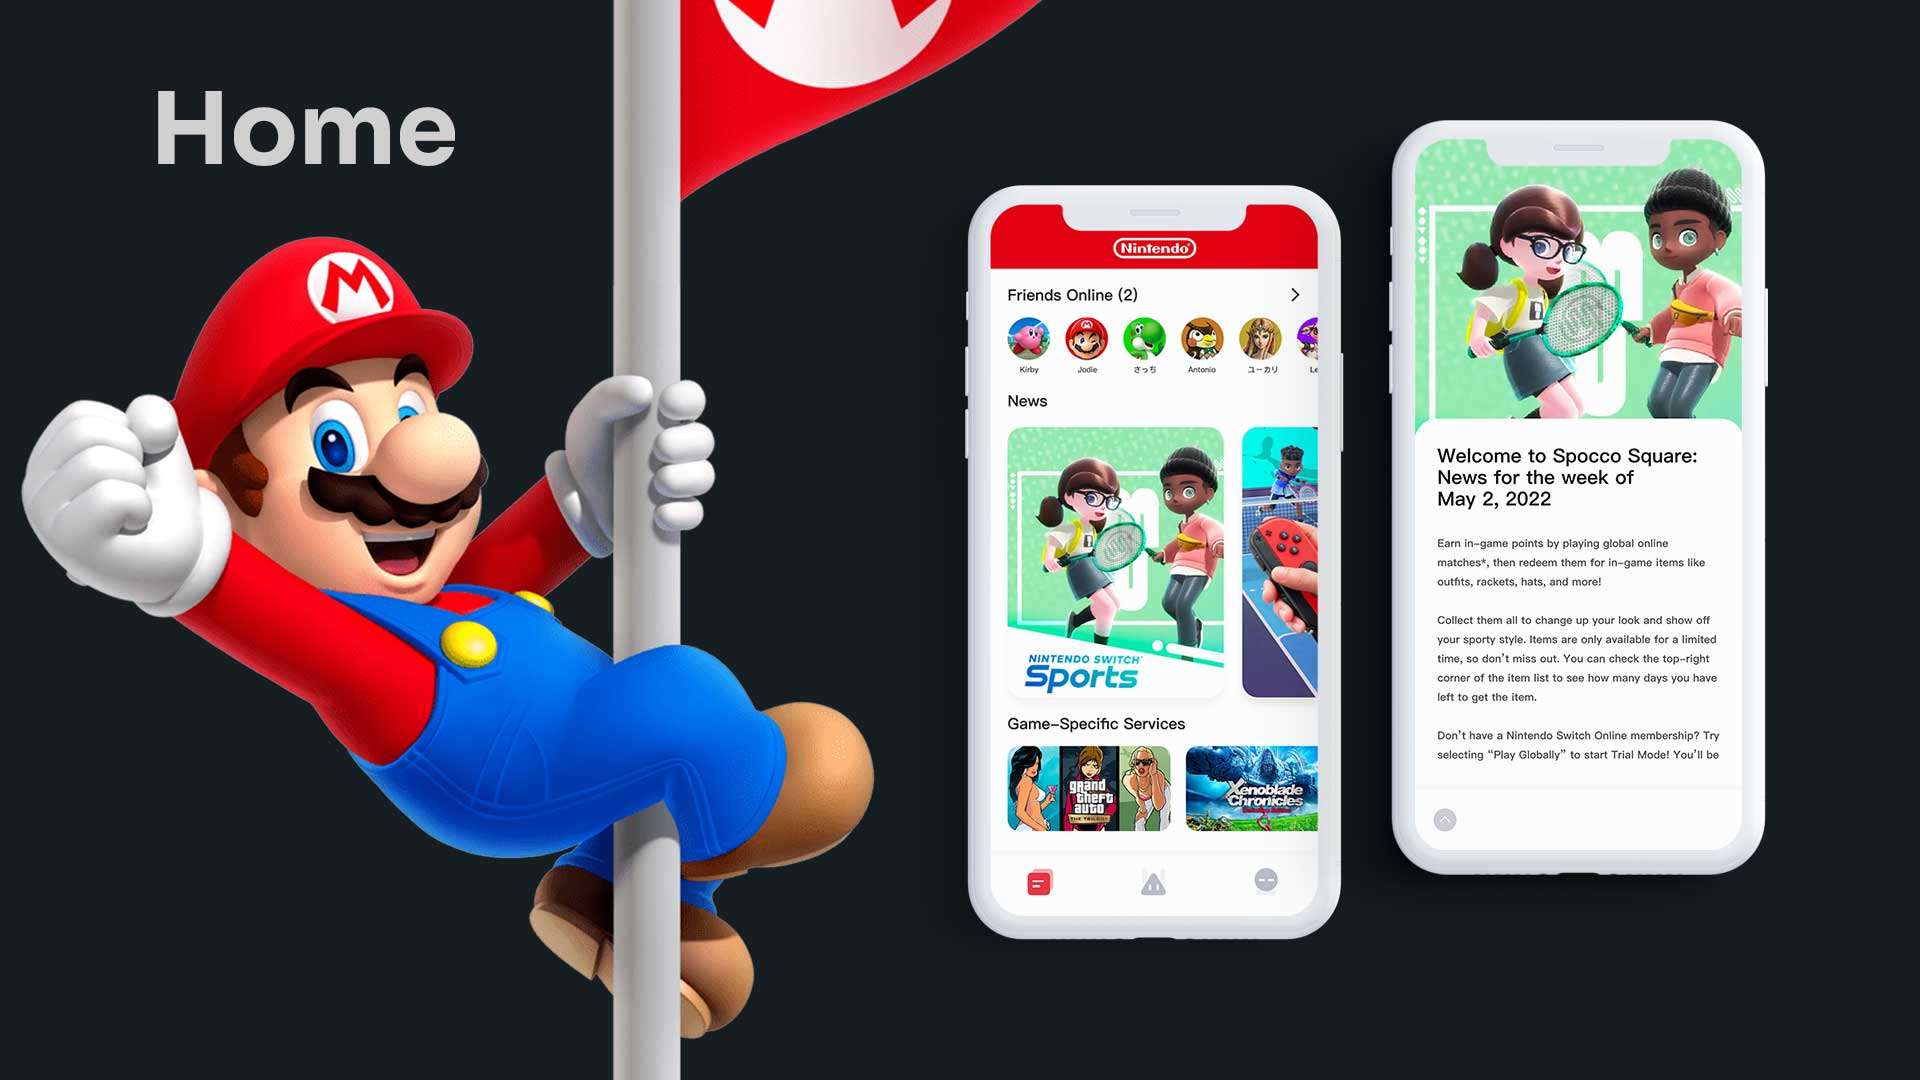 Home
M
Nintendo
Friends Online (2)
Kirby
Jodie
さっち
Antonio
ユーカリ
Le
News
NINTENDO SWITCH
Sports
Game-Specific Services
grand
theft
auto
THE TRILOGY
Xenoblade
Chronicles
Welcome to Spocco Square:
News for the week of
May 2, 2022
Earn in-game points by playing global online
matches*, then redeem them for in-game items like
outfits, rackets, hats, and more!
Collect them all to change up your look and show off
your sporty style. Items are only available for a limited
time, so don't miss out. You can check the top-right
corner of the item list to see how many days you have
left to get the item.
Don't have a Nintendo Switch Online membership? Try
selecting “Play Globally” to start Trial Mode! You'll be